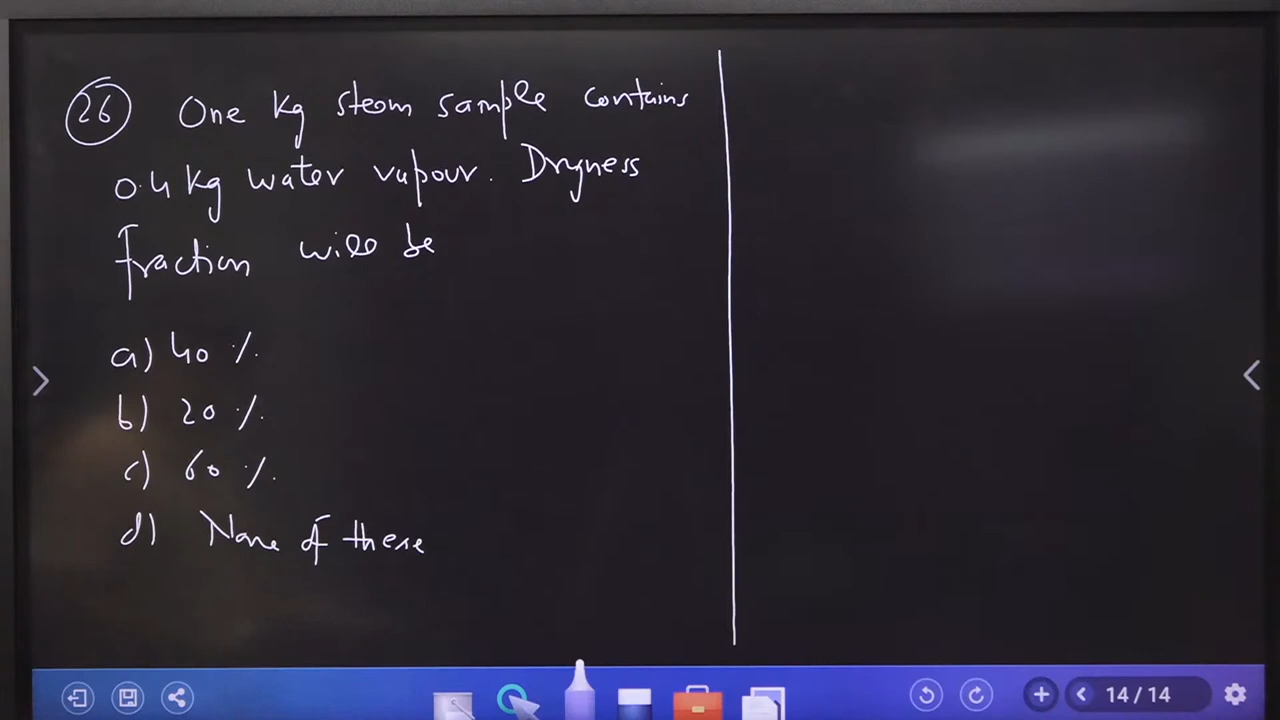 26 One kg steam sample contains
0.4 kg water vapour. Dryness
fraction will be
a) 40 %.
b) 20 %.
c) 60 %.
d) None of these
14 / 14